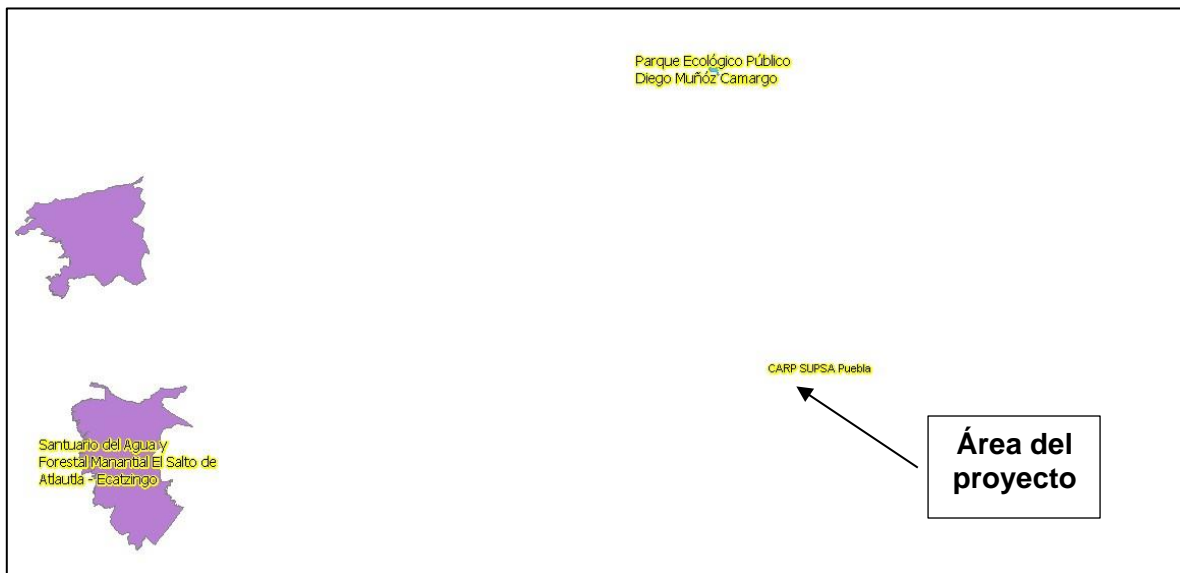 Parque Ecológico Público
Diego Muñóz Camargo
CARP SUPSA Puebla
Área del
proyecto
Santuario del Agua y
Forestal Manantial El Salto de
Atlautla - Ecatzingo